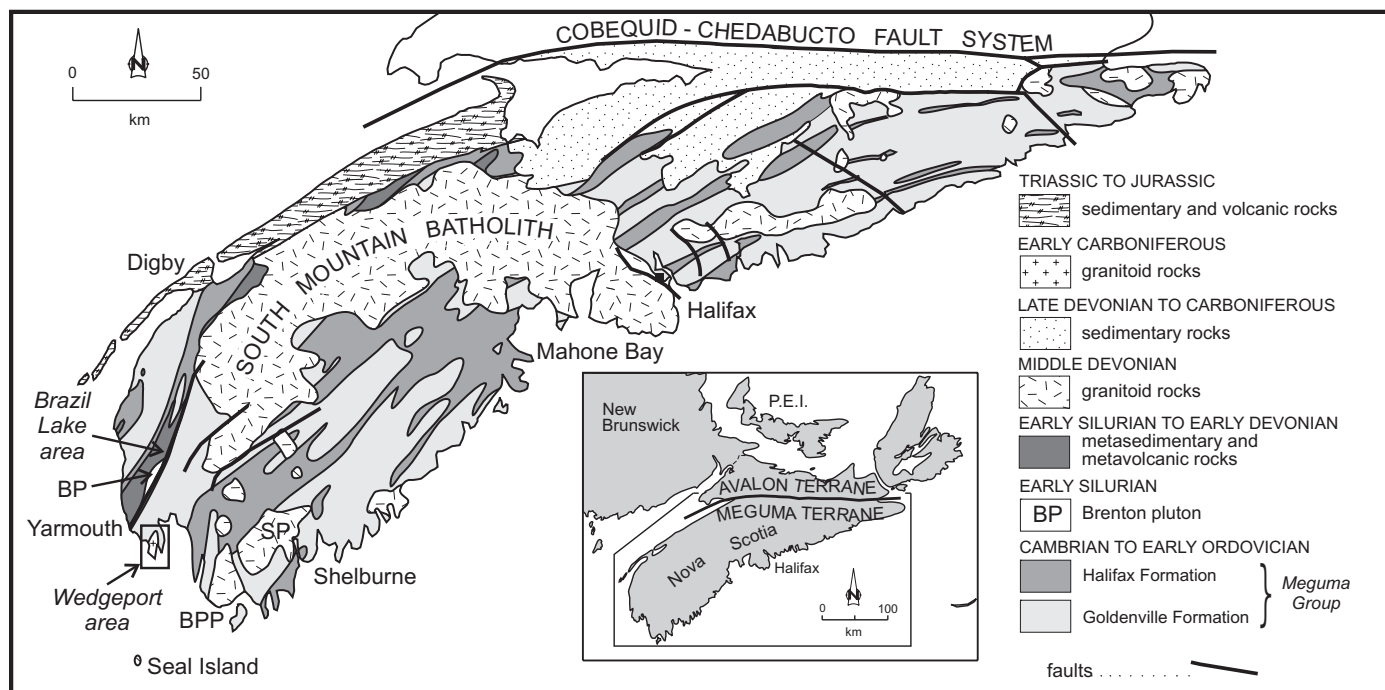 COBEQUID - CHEDABUCTO FAULT SYSTEM
N
0 50
km
SOUTH MOUNTAIN BATHOLITH
Digby
Halifax
Mahone Bay
Brazil
Lake
area
BP
Yarmouth
Wedgeport
area
SP
Shelburne
BPP
Seal Island
New
Brunswick
P.E.I.
AVALON TERRANE
MEGUMA TERRANE
Nova Scotia
Halifax
N
0 100
km
TRIASSIC TO JURASSIC
sedimentary and volcanic rocks
EARLY CARBONIFEROUS
granitoid rocks
LATE DEVONIAN TO CARBONIFEROUS
sedimentary rocks
MIDDLE DEVONIAN
granitoid rocks
EARLY SILURIAN TO EARLY DEVONIAN
metasedimentary and
metavolcanic rocks
EARLY SILURIAN
BP Brenton pluton
CAMBRIAN TO EARLY ORDOVICIAN
Halifax Formation
Goldenville Formation
Meguma
Group
faults . . . . . . . . .